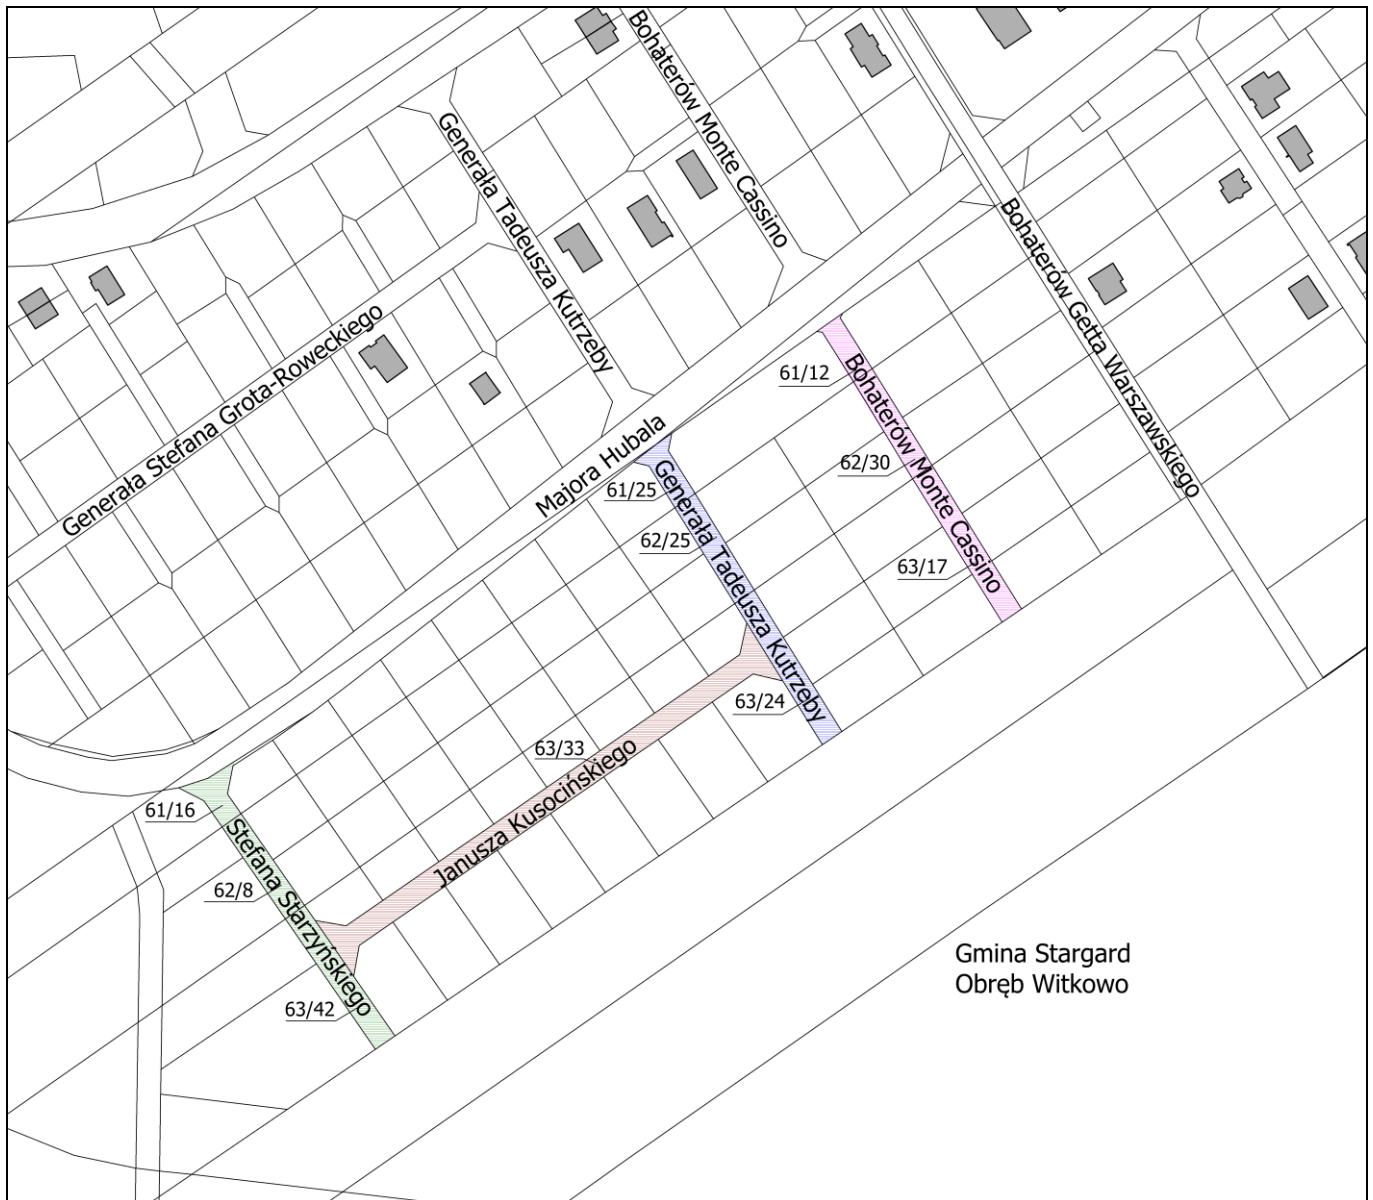 Bohaterów Monte Cassino
Generała Tadeusza Kutrzeby
Bohaterów Getta Warszawskiego
Generała Stefana Grota-Roweckiego
Majora Hubala
61/12
Bohaterów Monte Cassino
62/30
63/17
61/25
Generała Tadeusza Kutrzeby
62/25
63/24
63/33
Janusza Kusocińskiego
61/16
Stefana Starzyńskiego
62/8
63/42
Gmina Stargard
Obręb Witkowo